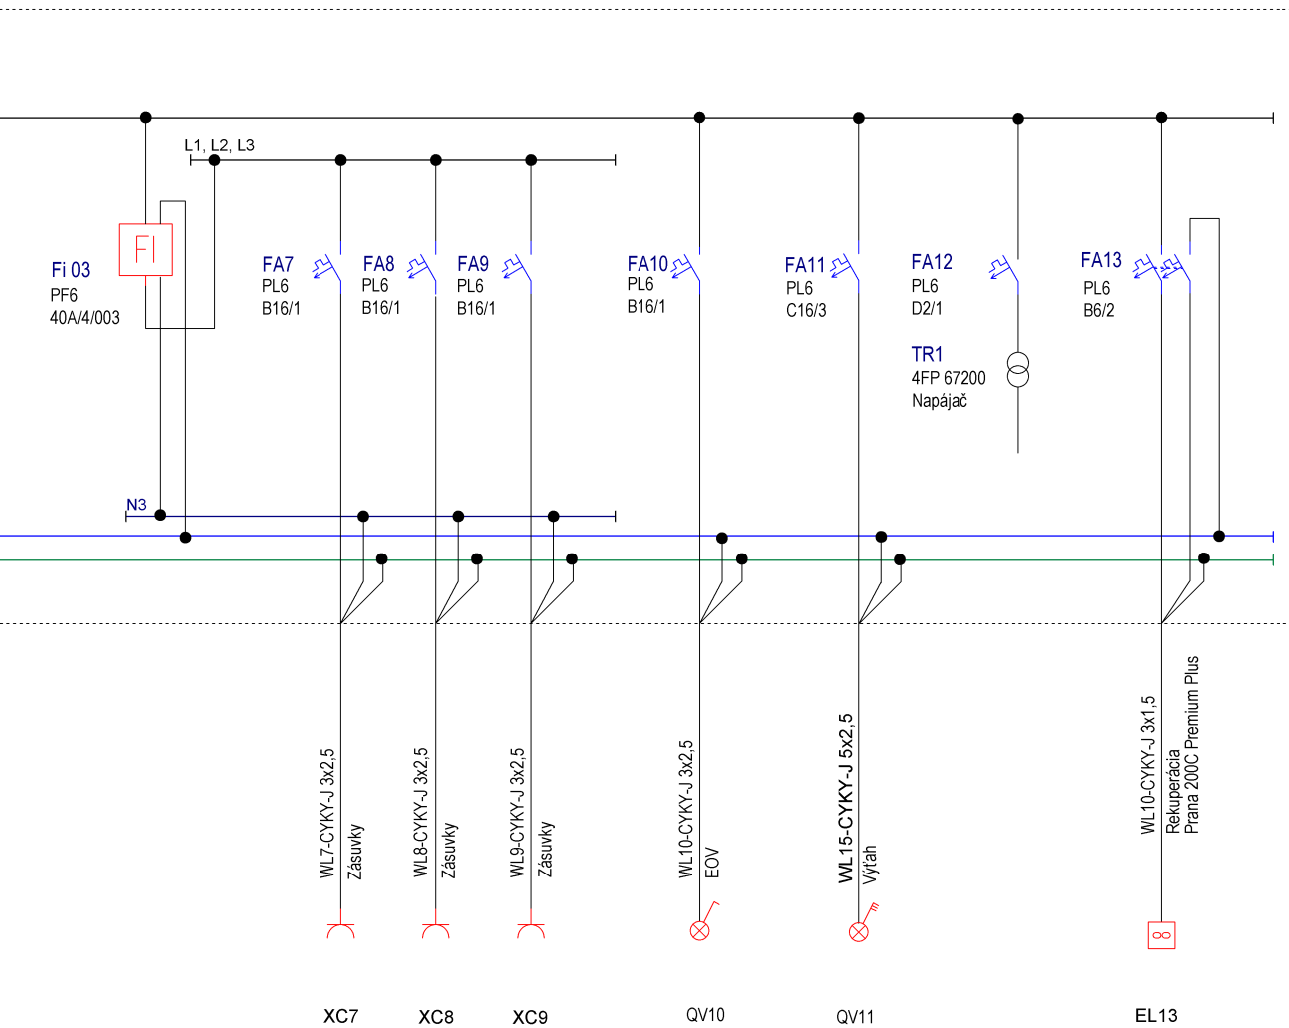 L1, L2, L3
Fi 03
PF6
40A/4/003
FI
FA7
PL6
B16/1
FA8
PL6
B16/1
FA9
PL6
B16/1
FA10
PL6
B16/1
FA11
PL6
C16/3
FA12
PL6
D2/1
TR1
4FP 67200
Napájač
FA13
PL6
B6/2
N3
WL7-CYKY-J 3x2,5
Zásuvky
WL8-CYKY-J 3x2,5
Zásuvky
WL9-CYKY-J 3x2,5
Zásuvky
WL10-CYKY-J 3x2,5
EOV
WL15-CYKY-J 5x2,5
Výťah
WL10-CYKY-J 3x1,5
Rekuperácia
Prana 200C Premium Plus
XC7
XC8
XC9
QV10
QV11
EL13